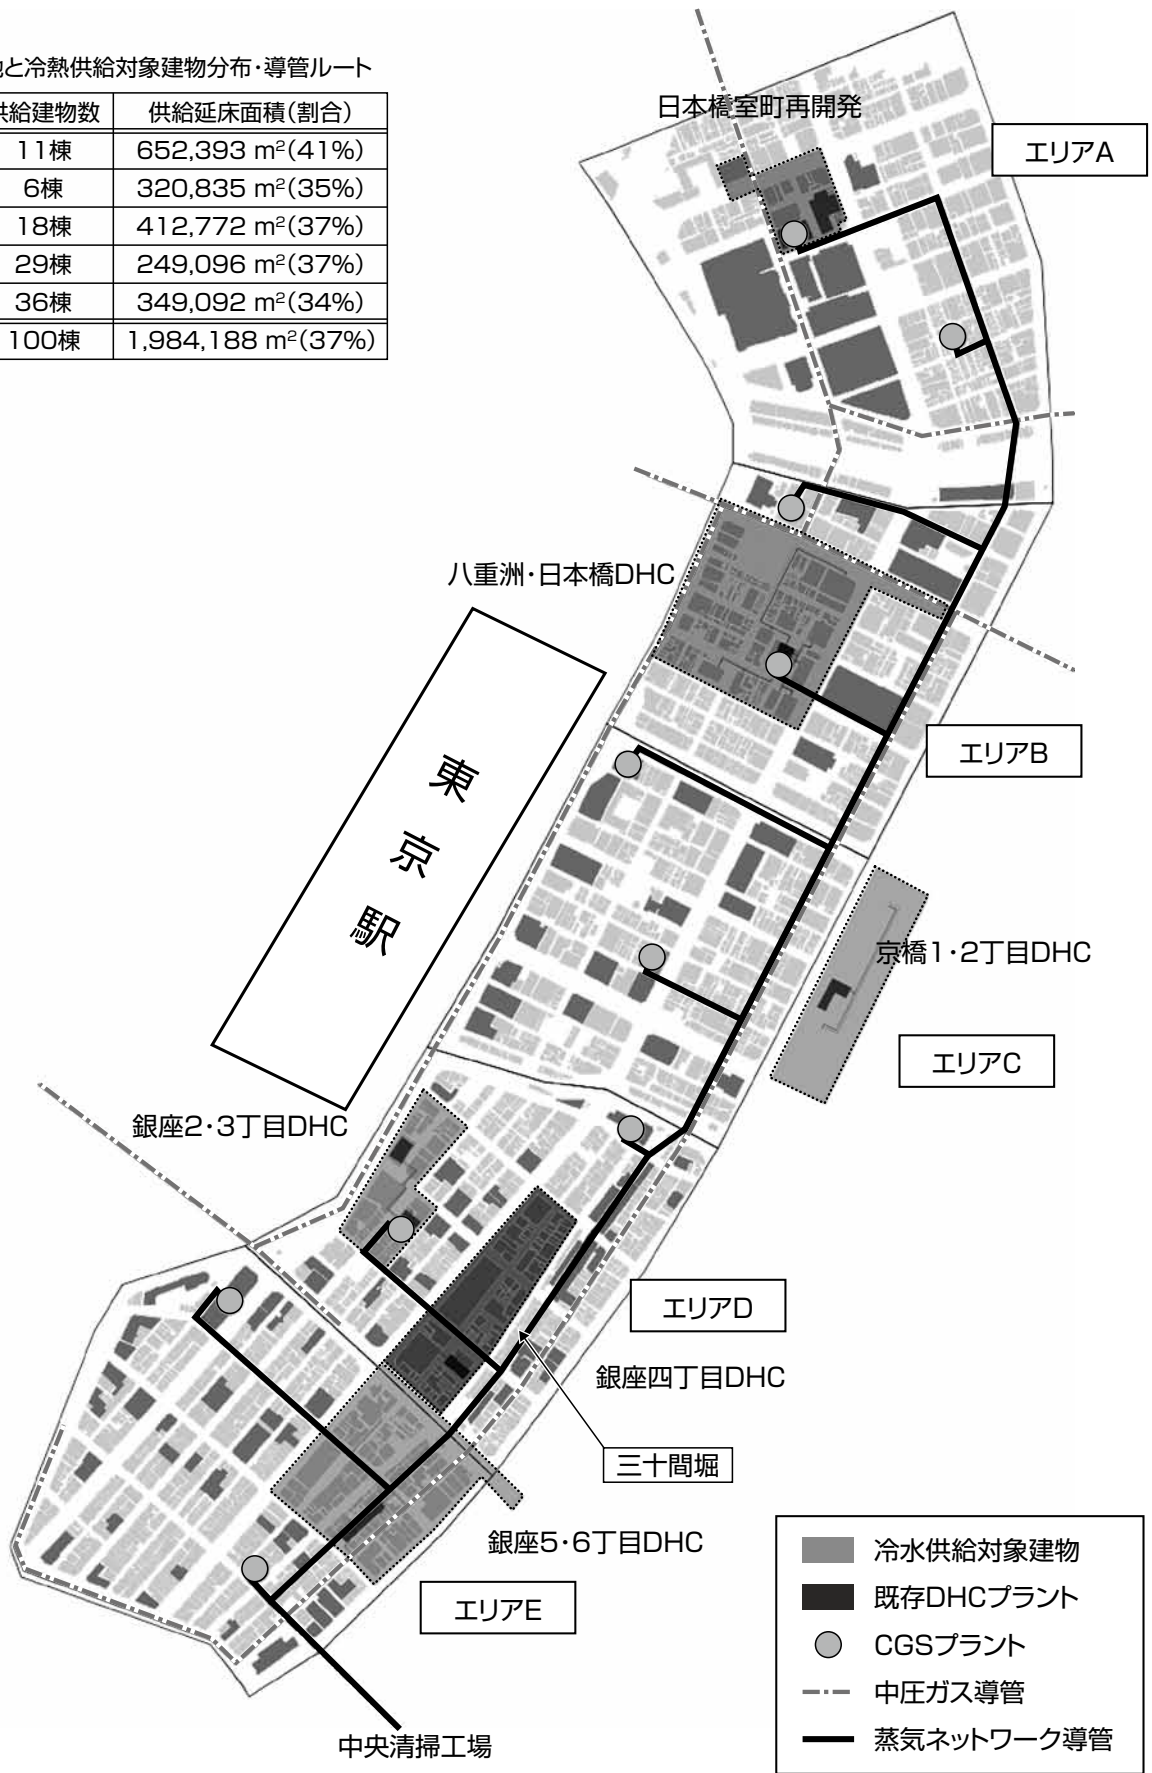 と冷熱供給対象建物分布・導管ルート
給建物数 供給延床面積(割合)
11棟 652,393 m²(41%)
6棟 320,835 m²(35%)
18棟 412,772 m²(37%)
29棟 249,096 m²(37%)
36棟 349,092 m²(34%)
100棟 1,984,188 m²(37%)
日本橋室町再開発
エリアA
八重洲・日本橋DHC
エリアB
東京駅
京橋1・2丁目DHC
エリアC
銀座2・3丁目DHC
エリアD
銀座四丁目DHC
三十間堀
銀座5・6丁目DHC
エリアE
中央清掃工場
冷水供給対象建物
既存DHCプラント
CGSプラント
中圧ガス導管
蒸気ネットワーク導管